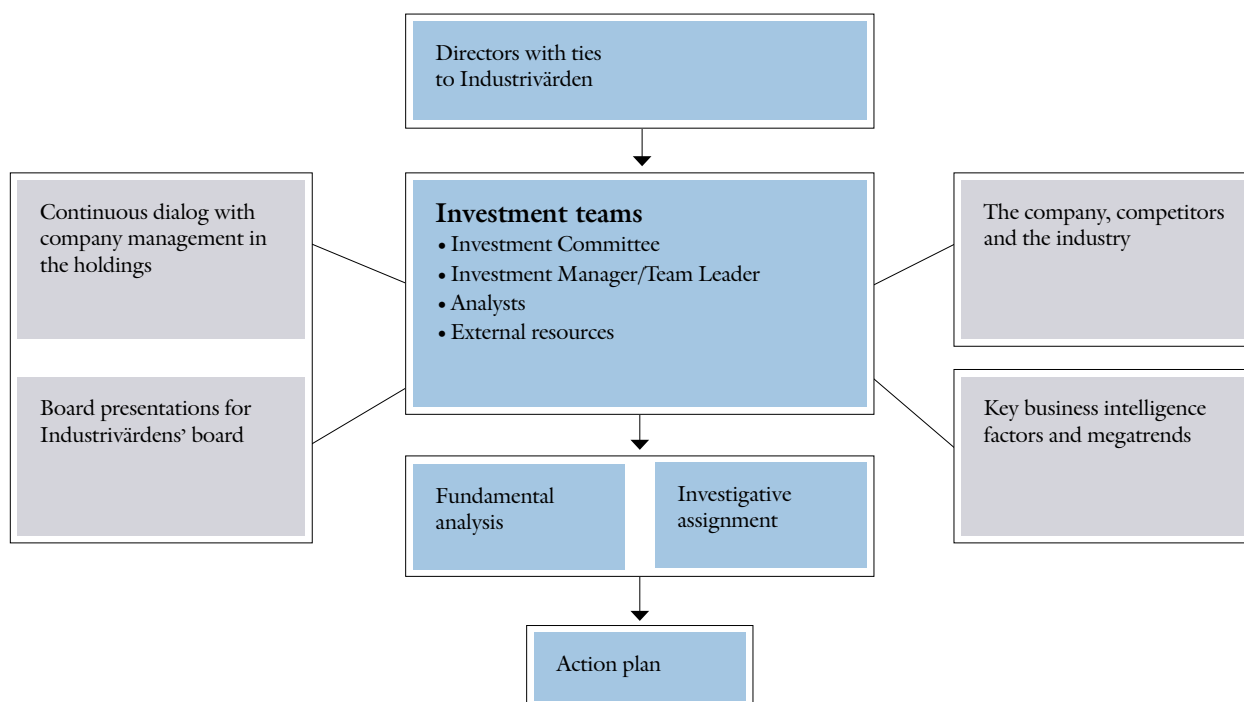 Directors with ties
to Industrivärden
Continuous dialog with
company management in
the holdings
Board presentations for
Industrivärdens’ board
Investment teams
• Investment Committee
• Investment Manager/Team Leader
• Analysts
• External resources
The company, competitors
and the industry
Key business intelligence
factors and megatrends
Fundamental
analysis
Investigative
assignment
Action plan